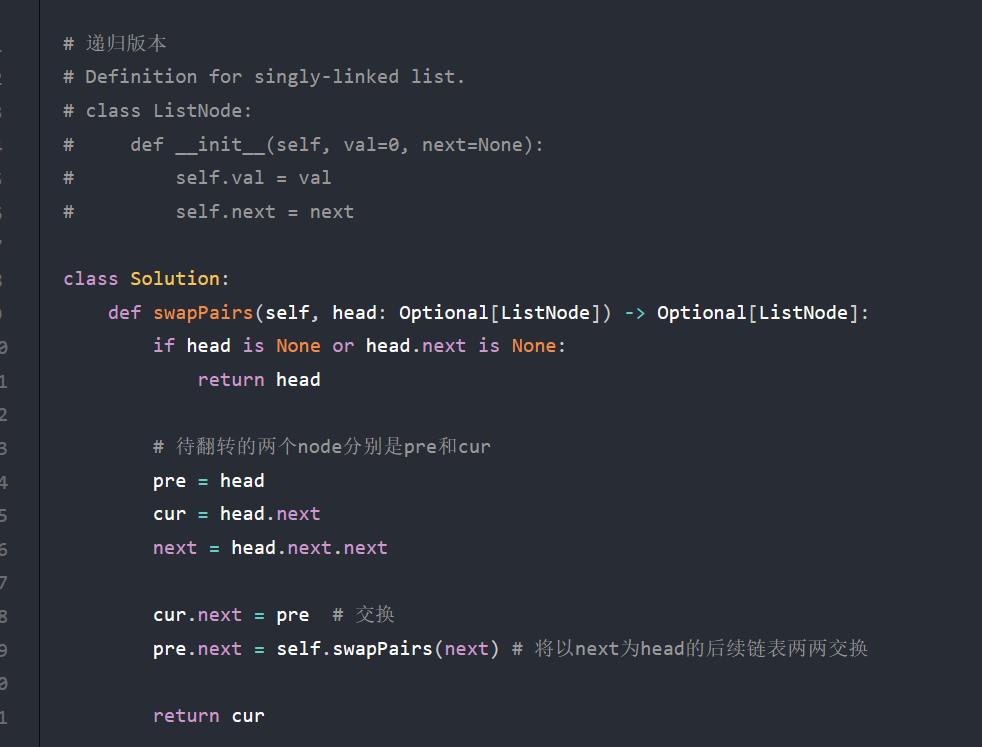 # 递归版本
# Definition for singly-linked list.
# class ListNode:
#     def __init__(self, val=0, next=None):
#         self.val = val
#         self.next = next
class Solution:
    def swapPairs(self, head: Optional[ListNode]) -> Optional[ListNode]:
        if head is None or head.next is None:
            return head
        # 待翻转的两个node分别是pre和cur
        pre = head
        cur = head.next
        next = head.next.next
        cur.next = pre  # 交换
        pre.next = self.swapPairs(next) # 将以next为head的后续链表两两交换
        return cur